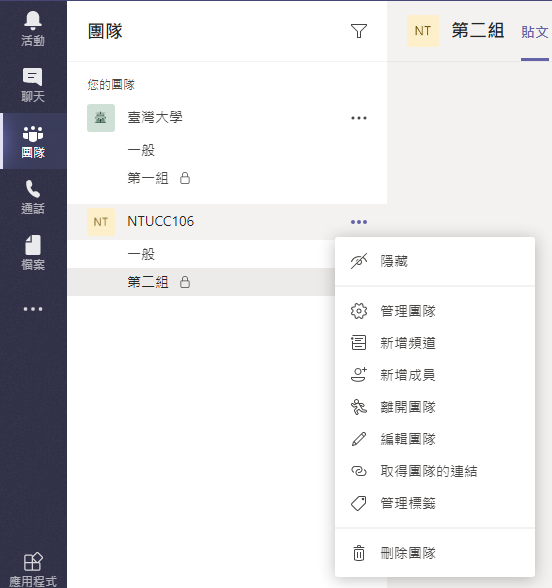 活動
聊天
團隊
通話
檔案
應用程式
團隊
您的團隊
臺
臺灣大學
一般
第一組
NT
NTUCC106
一般
第二組
NT
第二組
貼文
隱藏
管理團隊
新增頻道
新增成員
離開團隊
編輯團隊
取得團隊的連結
管理標籤
刪除團隊